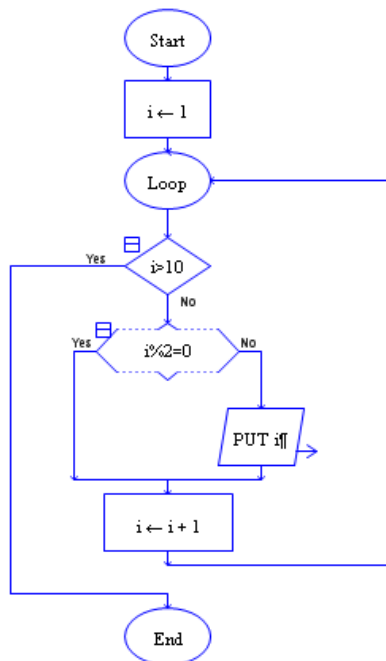 Start
i ← 1
Loop
i>10
Yes
No
i%2=0
Yes
No
PUT i¶
i ← i + 1
End